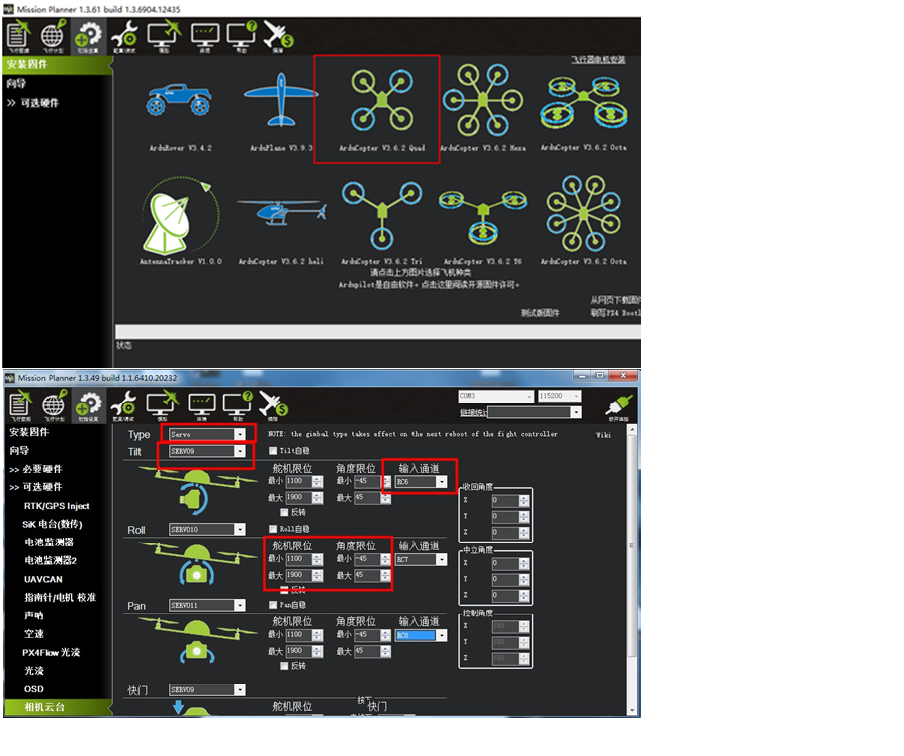 Mission Planner 1.3.61 build 1.3.6904.12435
飞行数据 飞行计划 初始设置 配置/调试 模拟 终端 帮助 捐赠
安装固件
飞行器电机安装
向导
>> 可选硬件
ArduRover V3.4.2 ArduPlane V3.9.3 ArduCopter V3.6.2 Quad ArduCopter V3.6.2 Hexa ArduCopter V3.6.2 Octa
AntennaTracker V1.0.0 ArduCopter V3.6.2 heli ArduCopter V3.6.2 Tri ArduCopter V3.6.2 Y6 ArduCopter V3.6.2 Octa
请点击上方图片选择飞机种类
Ardupilot是自由软件。点击这里阅读开源固件许可。
从网页下载固件
测试版固件 刷写PX4 Bootl
状态
Mission Planner 1.3.49 build 1.1.6410.20232
飞行数据 飞行计划 初始设置 配置/调试 模拟 终端 帮助 捐赠
COM3 115200
链接统计
断开连接
安装固件
向导
>> 必要硬件
>> 可选硬件
RTK/GPS Inject
SiK 电台(数传)
电池监测器
电池监测器2
UAVCAN
指南针/电机 校准
声呐
空速
PX4Flow 光流
光流
OSD
相机云台
Type Servo NOTE: the gimbal type takes effect on the next reboot of the fight controller Wiki
Tilt SERVO9 Tilt自稳
舵机限位 角度限位 输入通道
最小 1100 最小 -45 RC6
最大 1900 最大 45
反转
Roll SERVO10 Roll自稳
舵机限位 角度限位 输入通道
最小 1100 最小 -45 RC7
最大 1900 最大 45
反转
Pan SERVO11 Pan自稳
舵机限位 角度限位 输入通道
最小 1100 最小 -45 RC8
最大 1900 最大 45
反转
收回角度
X 0
Y 0
Z 0
中立角度
X 0
Y 0
Z 0
控制角度
X 100
Y 100
Z 100
快门 SERVO9
舵机限位 按下 快门